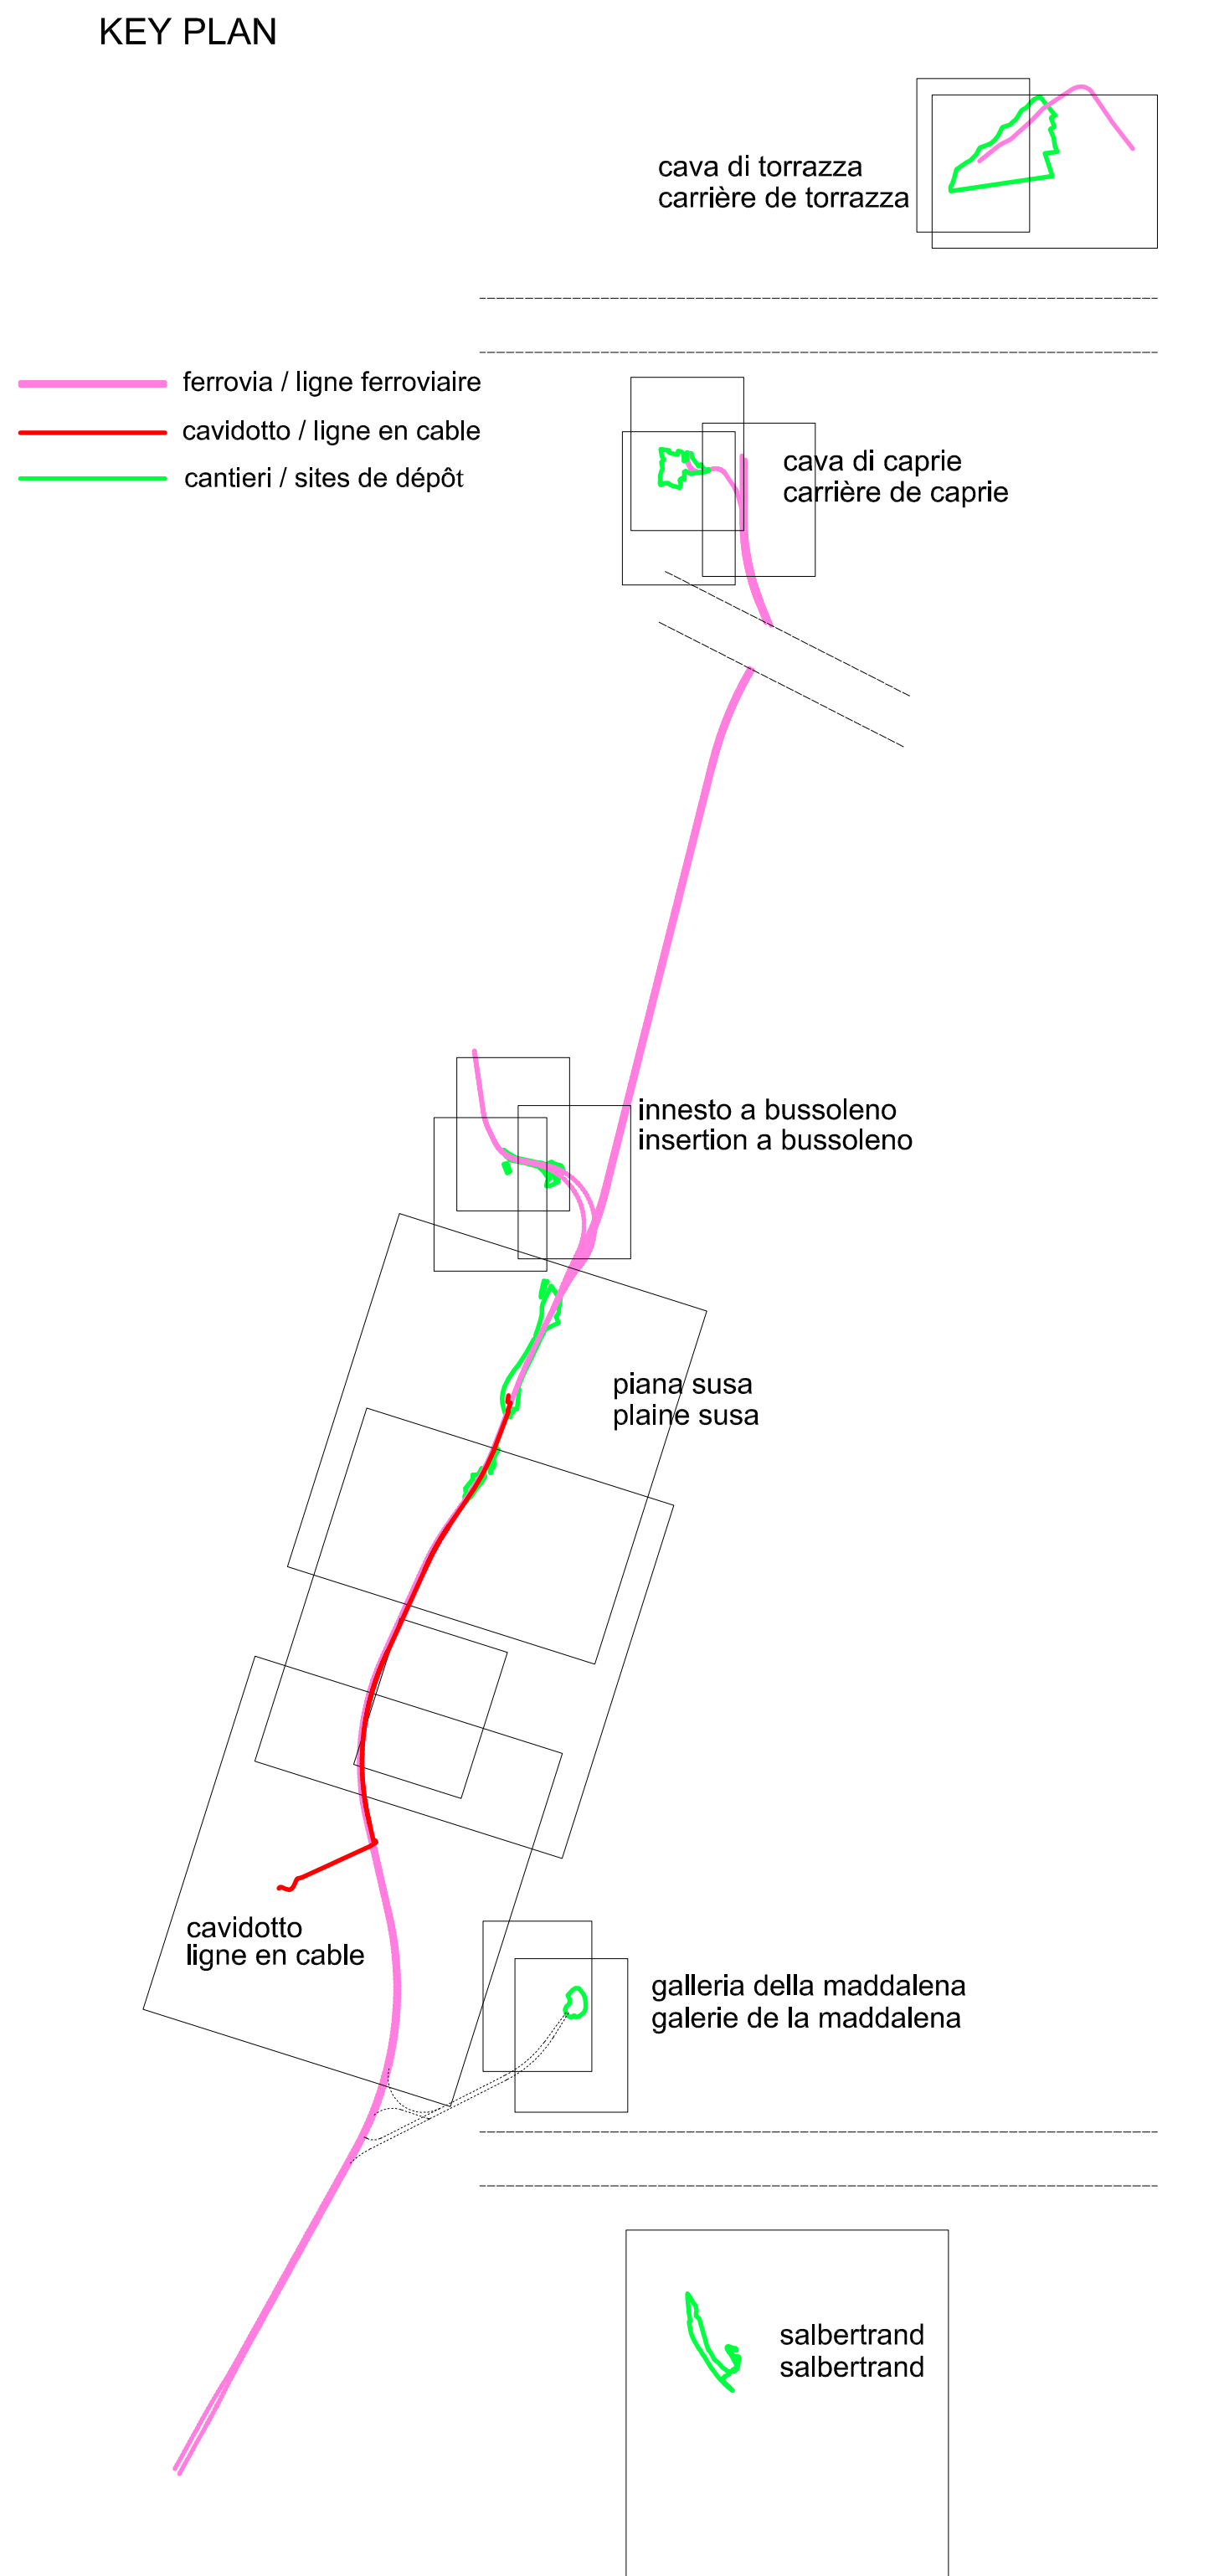 KEY PLAN
cava di torrazza
carrière de torrazza
ferrovia / ligne ferroviaire
cavidotto / ligne en cable
cantieri / sites de dépôt
cava di caprie
carrière de caprie
innesto a bussoleno
insertion a bussoleno
piana susa
plaine susa
cavidotto
ligne en cable
galleria della maddalena
galerie de la maddalena
salbertrand
salbertrand